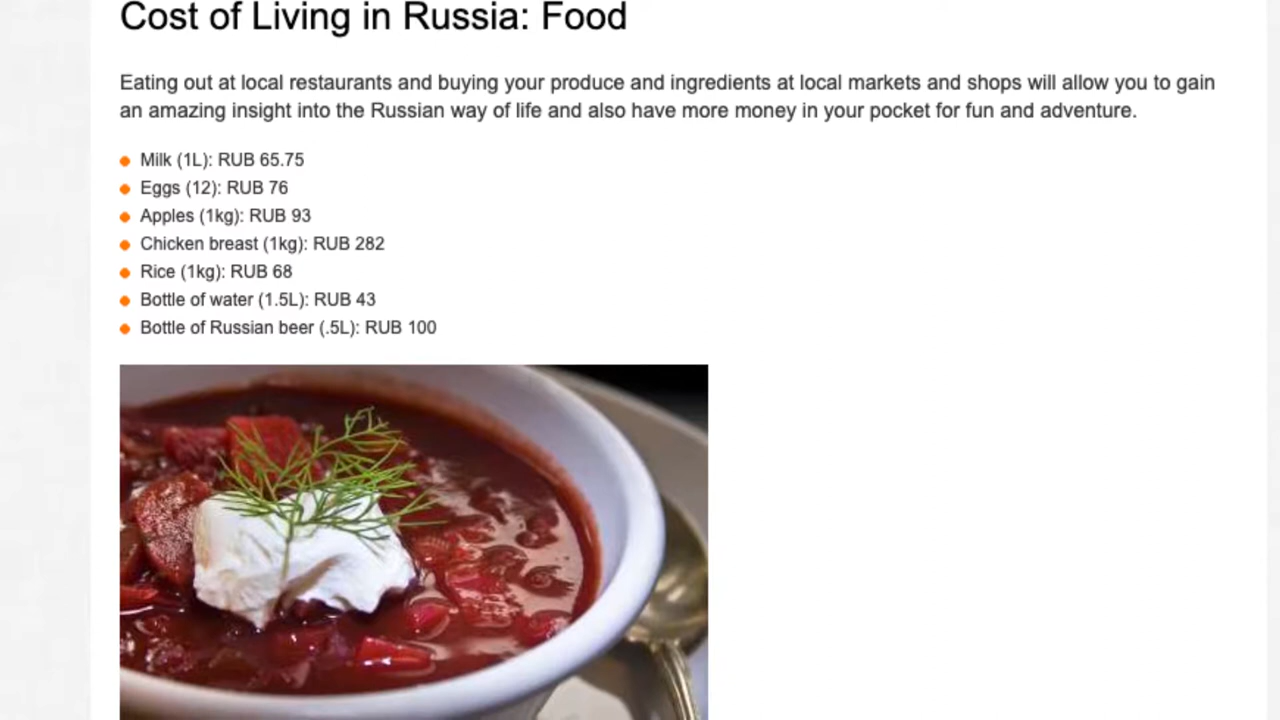 Cost of Living in Russia: Food
Eating out at local restaurants and buying your produce and ingredients at local markets and shops will allow you to gain
an amazing insight into the Russian way of life and also have more money in your pocket for fun and adventure.
Milk (1L): RUB 65.75
Eggs (12): RUB 76
Apples (1kg): RUB 93
Chicken breast (1kg): RUB 282
Rice (1kg): RUB 68
Bottle of water (1.5L): RUB 43
Bottle of Russian beer (.5L): RUB 100